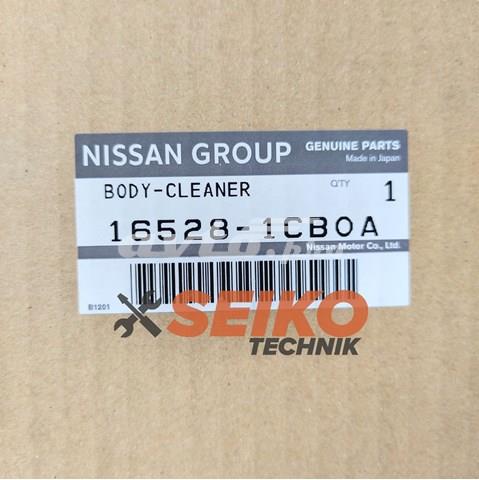 NISSAN GROUP
GENUINE PARTS
Made in Japan
BODY-CLEANER
Q'TY 1
16528-1CB0A
Nissan Motor Co., Ltd.
B1201
SEIKO
TECHNIK